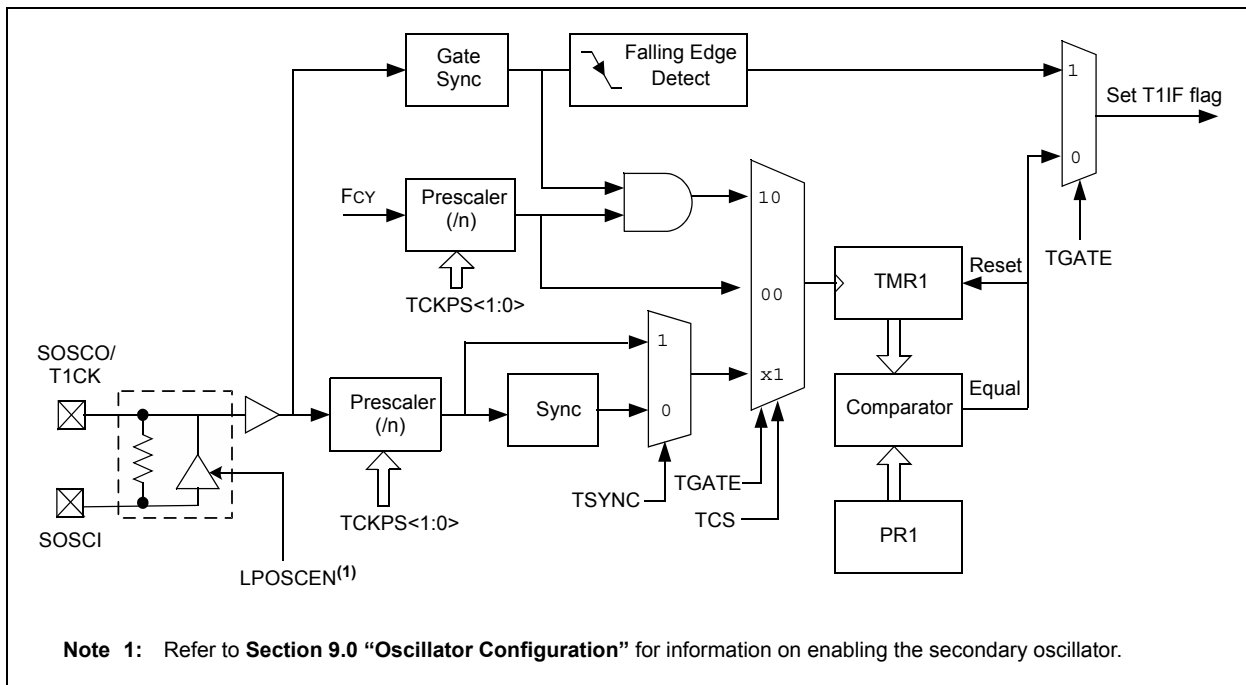 Gate
Sync
Falling Edge
Detect
1
Set T1IF flag
0
TGATE
FCY
Prescaler
(/n)
TCKPS<1:0>
10
00
x1
TMR1
Reset
SOSCO/
T1CK
SOSCI
Prescaler
(/n)
TCKPS<1:0>
Sync
1
0
TSYNC
TGATE
TCS
Comparator
Equal
PR1
LPOSCEN(1)
Note 1: Refer to Section 9.0 “Oscillator Configuration” for information on enabling the secondary oscillator.